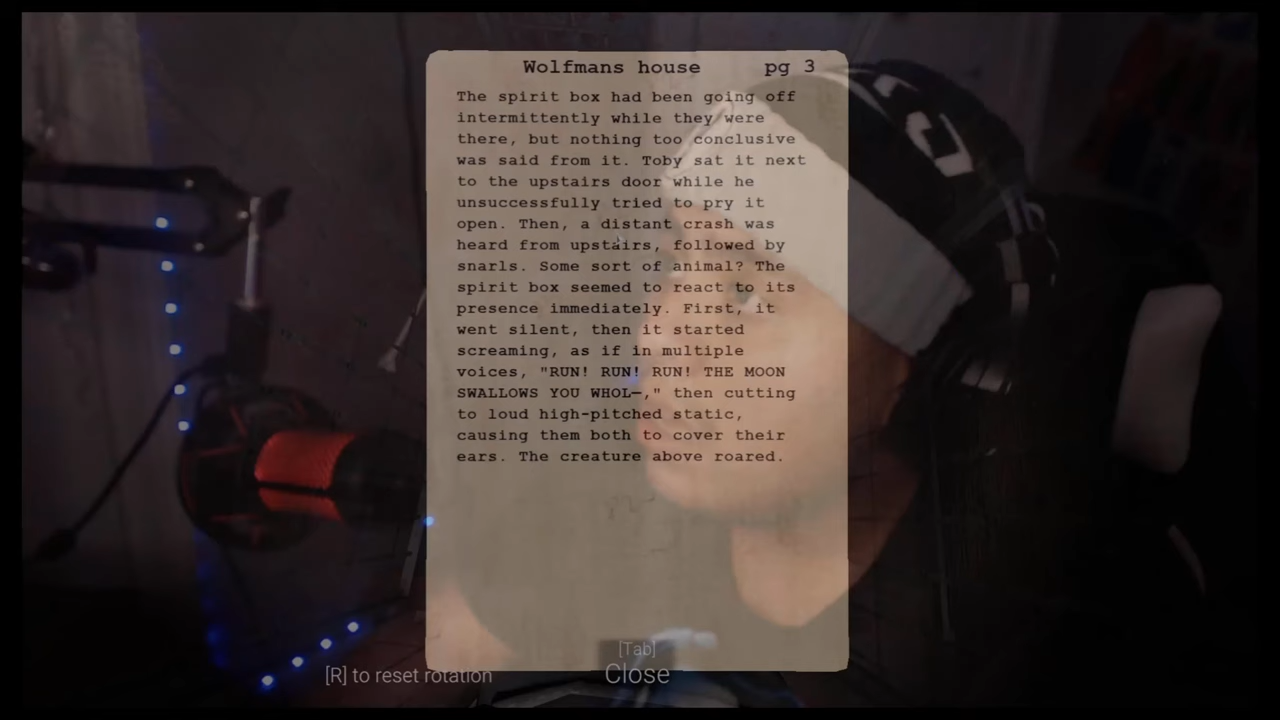 Wolfmans house pg 3
The spirit box had been going off
intermittently while they were
there, but nothing too conclusive
was said from it. Toby sat it next
to the upstairs door while he
unsuccessfully tried to pry it
open. Then, a distant crash was
heard from upstairs, followed by
snarls. Some sort of animal? The
spirit box seemed to react to its
presence immediately. First, it
went silent, then it started
screaming, as if in multiple
voices, "RUN! RUN! RUN! THE MOON
SWALLOWS YOU WHOL—," then cutting
to loud high-pitched static,
causing them both to cover their
ears. The creature above roared.
[Tab]
[R] to reset rotation Close